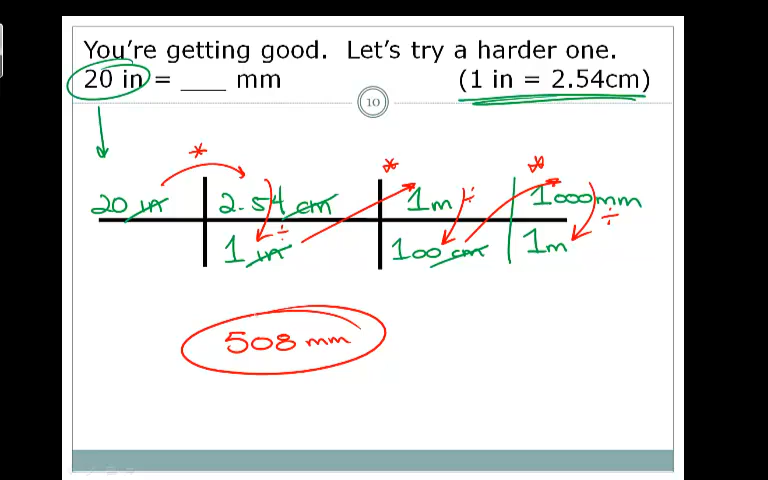 You're getting good. Let's try a harder one.
20 in = ___ mm (1 in = 2.54cm)
10
* * *
20 in 2.54 cm 1m 1000mm
÷ ÷ ÷
1 in 100 cm 1m
508 mm